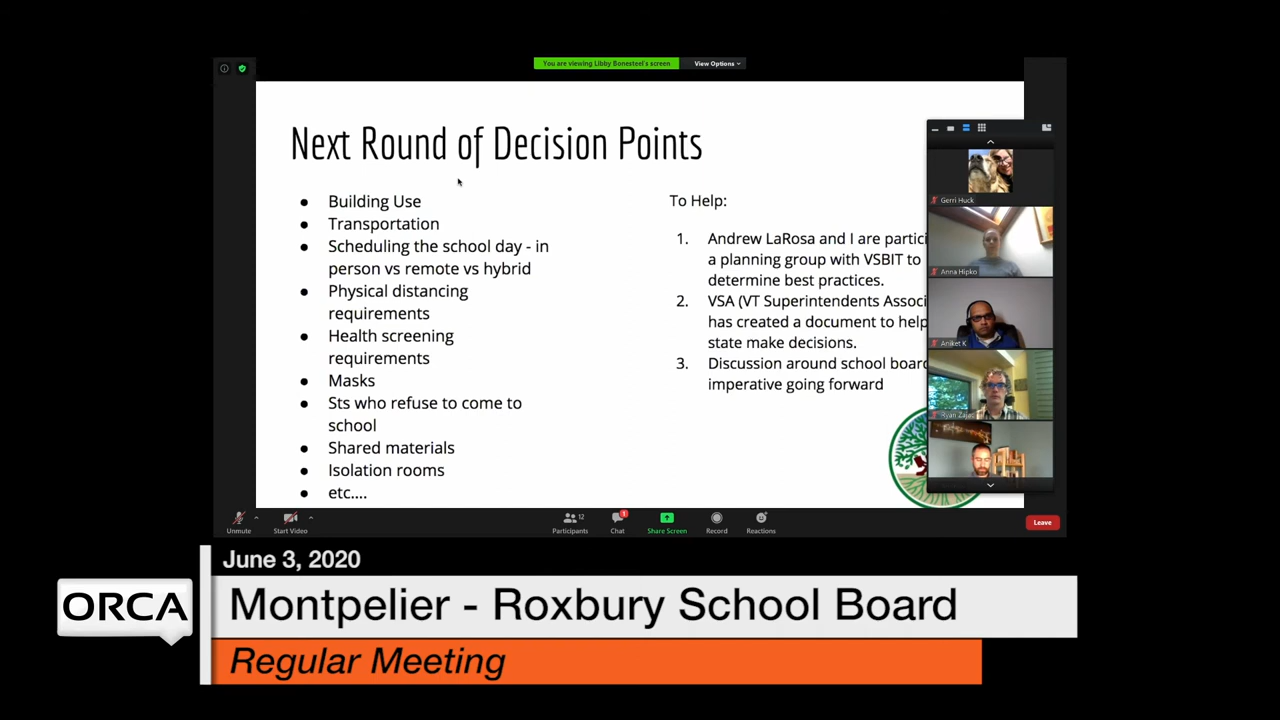 You are viewing Libby Bonesteel's screen
View Options
Next Round of Decision Points
● Building Use
● Transportation
● Scheduling the school day - in
person vs remote vs hybrid
● Physical distancing
requirements
● Health screening
requirements
● Masks
● Sts who refuse to come to
school
● Shared materials
● Isolation rooms
● etc....
To Help:
1. Andrew LaRosa and I are partici
a planning group with VSBIT to
determine best practices.
2. VSA (VT Superintendents Associ
has created a document to help
state make decisions.
3. Discussion around school board
imperative going forward
Gerri Huck
Anna Hipko
Aniket K
Ryan Zajac
Unmute
Start Video
12
Participants
1
Chat
Share Screen
Record
Reactions
Leave
June 3, 2020
ORCA
Montpelier - Roxbury School Board
Regular Meeting